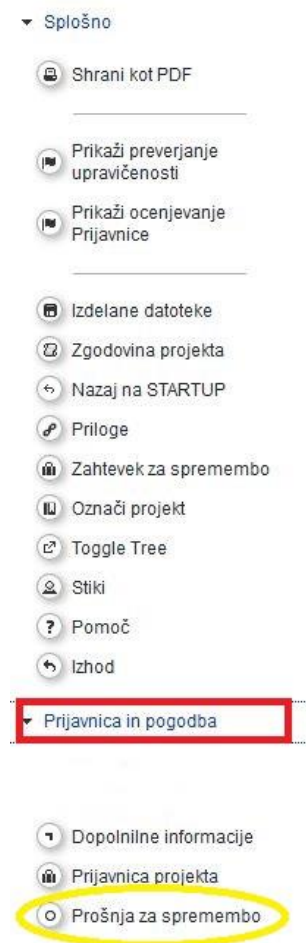 Splošno
Shrani kot PDF
Prikaži preverjanje
upravičenosti
Prikaži ocenjevanje
Prijavnice
Izdelane datoteke
Zgodovina projekta
Nazaj na STARTUP
Priloge
Zahtevek za spremembo
Označi projekt
Toggle Tree
Stiki
Pomoč
Izhod
Prijavnica in pogodba
Dopolnilne informacije
Prijavnica projekta
Prošnja za spremembo